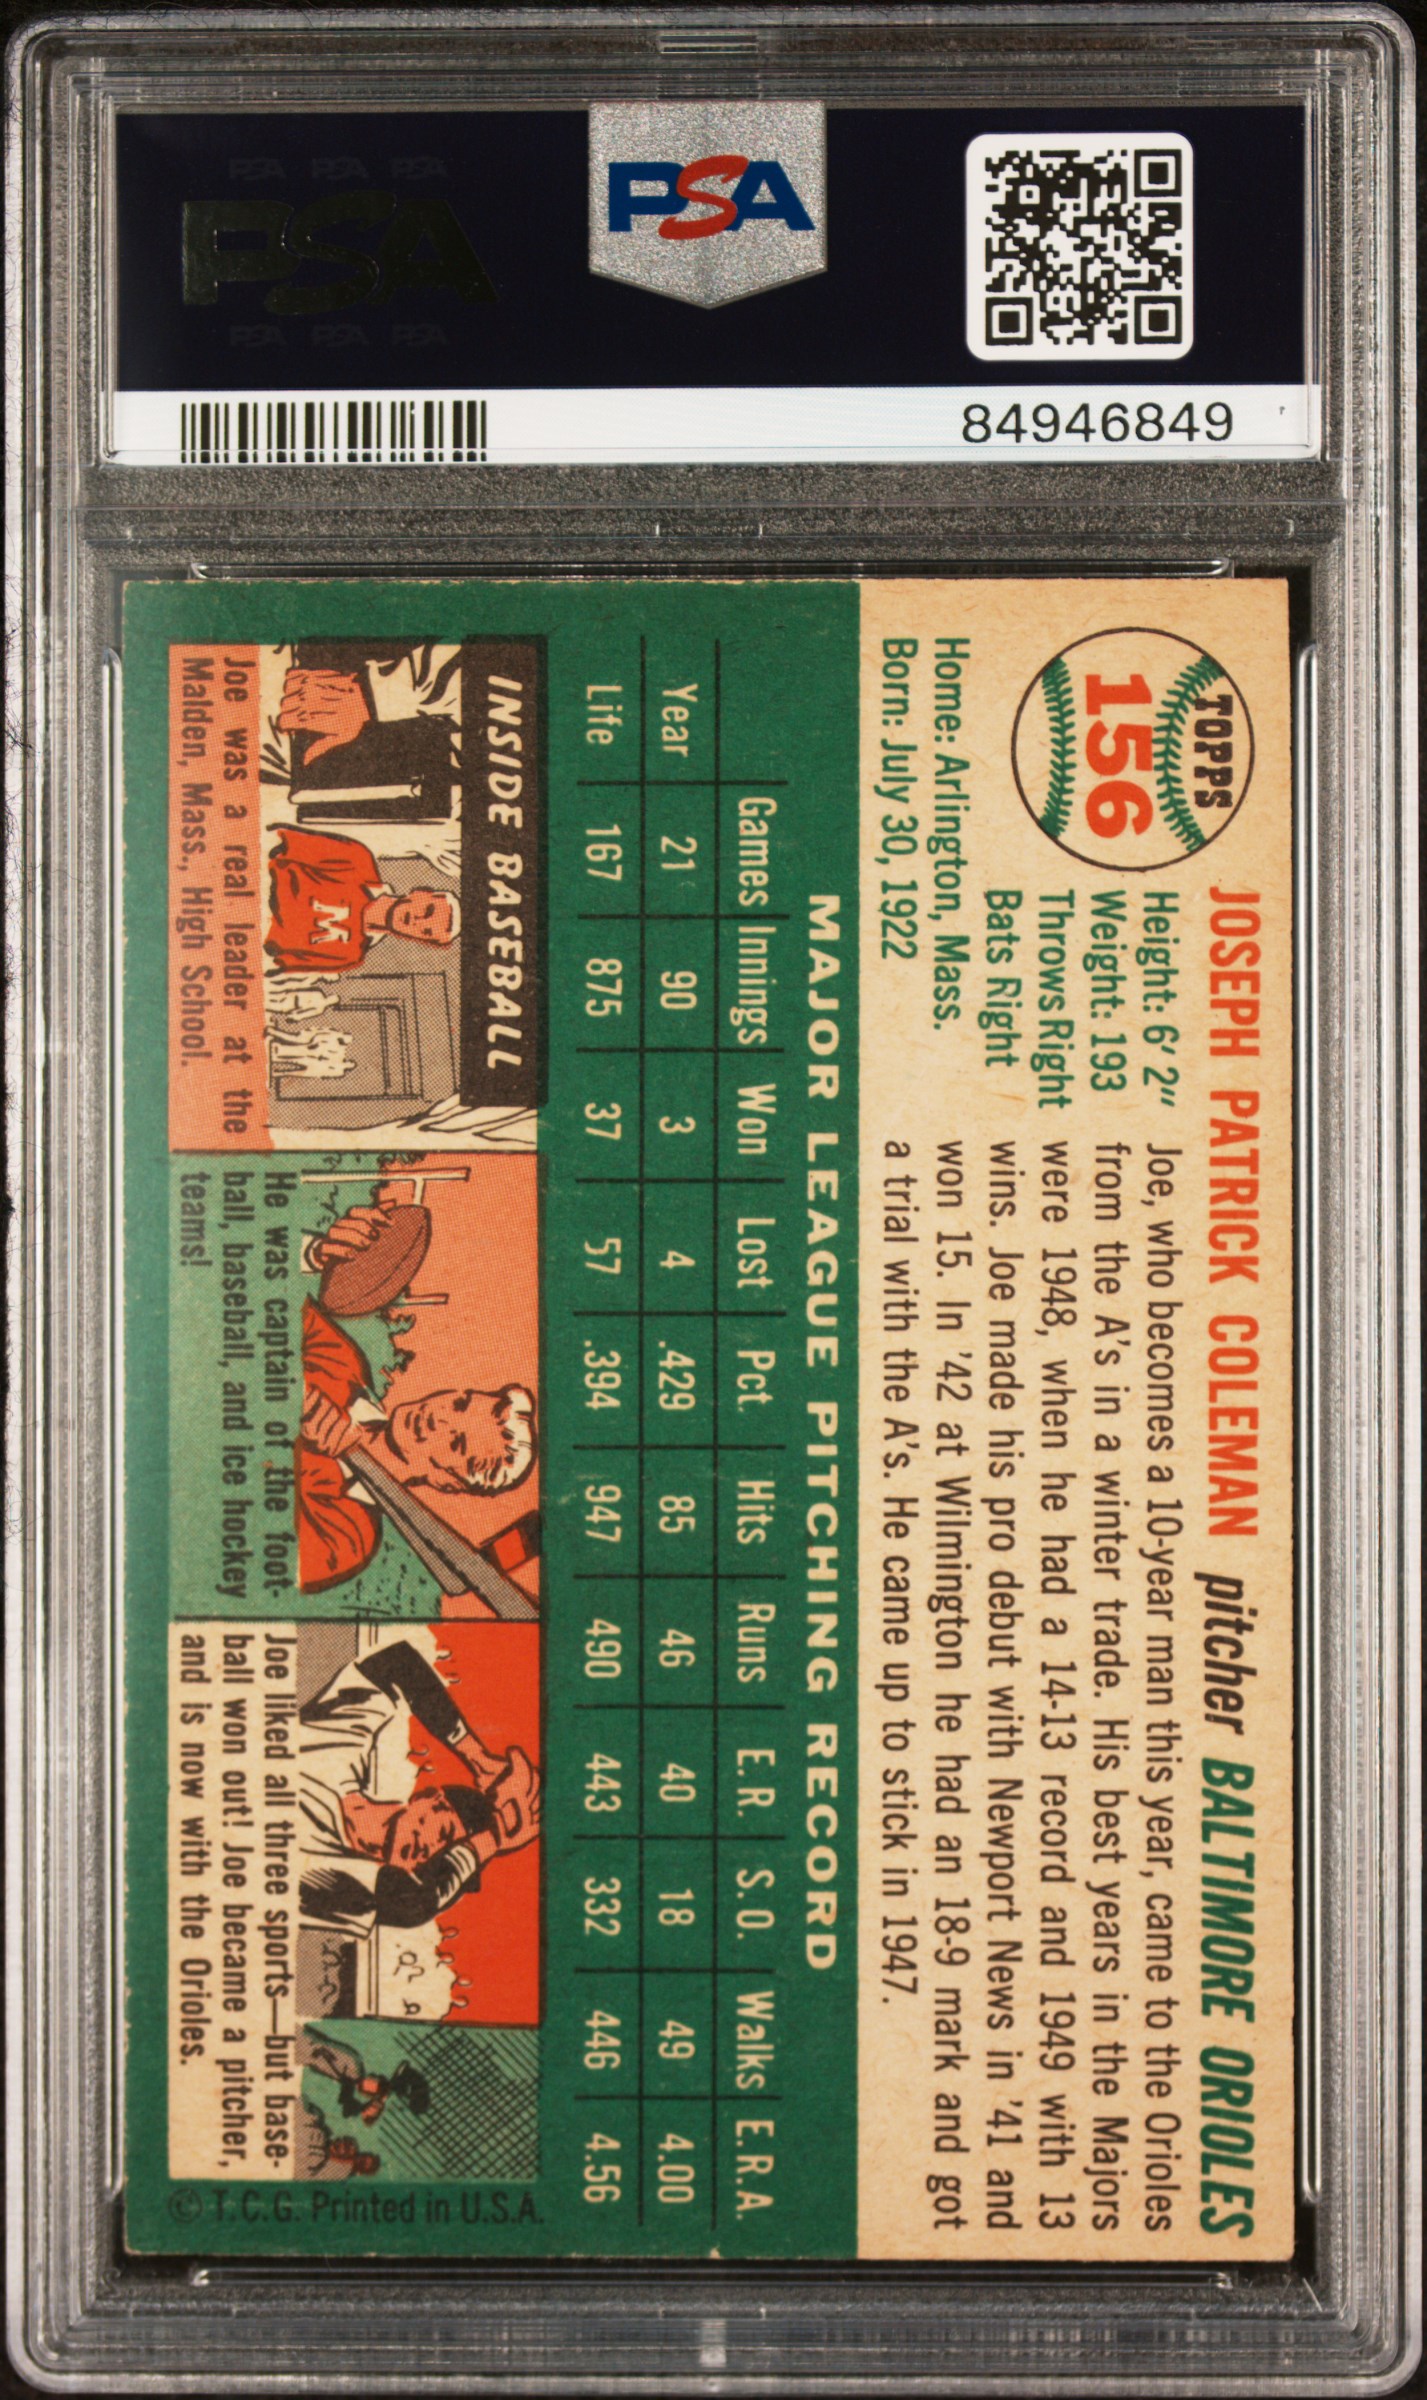 PSA PSA PSA
PSA
PSA PSA PSA
PSA
84946849
TOPPS
156
JOSEPH PATRICK COLEMAN pitcher BALTIMORE ORIOLES
Height: 6' 2"
Weight: 193
Throws Right
Bats Right
Home: Arlington, Mass.
Born: July 30, 1922
Joe, who becomes a 10-year man this year, came to the Orioles
from the A's in a winter trade. His best years in the Majors
were 1948, when he had a 14-13 record and 1949 with 13
wins. Joe made his pro debut with Newport News in '41 and
won 15. In '42 at Wilmington he had an 18-9 mark and got
a trial with the A's. He came up to stick in 1947.
MAJOR LEAGUE PITCHING RECORD
Games Innings Won Lost Pct. Hits Runs E.R. S.O. Walks E.R.A.
Year 21 90 3 4 .429 85 46 40 18 49 4.00
Life 167 875 37 57 .394 947 490 443 332 446 4.56
INSIDE BASEBALL
M
Joe was a real leader at the
Malden, Mass., High School.
He was captain of the foot-
ball, baseball, and ice hockey
teams!
Joe liked all three sports—but base-
ball won out! Joe became a pitcher,
and is now with the Orioles.
© T.C.G. Printed in U.S.A.